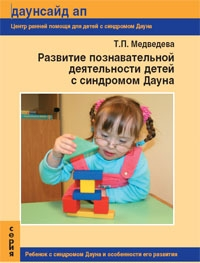 даунсайд ап
Центр ранней помощи для детей с синдромом Дауна
Т.П. Медведева
Развитие познавательной
деятельности детей
с синдромом Дауна
серия
Ребенок с синдромом Дауна и особенности его развития